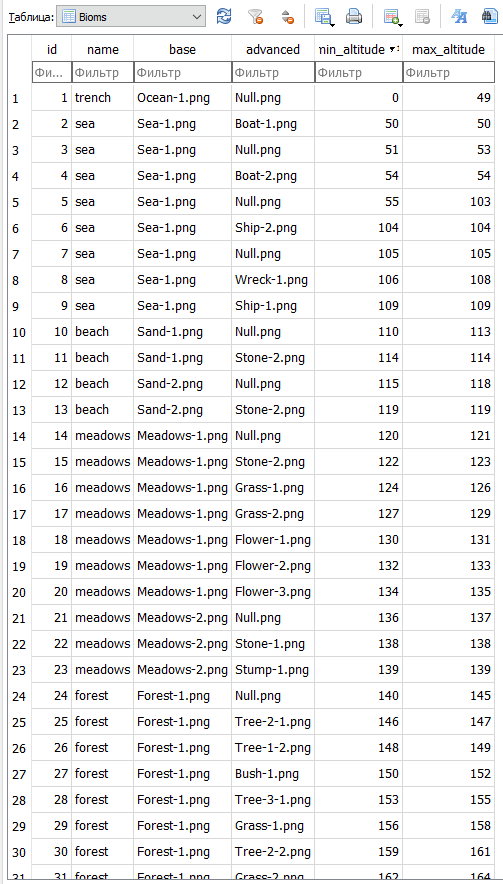 Таблица: Bioms
id name base advanced min_altitude max_altitude
Фи... Фильтр Фильтр Фильтр Фильтр Фильтр
1 1 trench Ocean-1.png Null.png 0 49
2 2 sea Sea-1.png Boat-1.png 50 50
3 3 sea Sea-1.png Null.png 51 53
4 4 sea Sea-1.png Boat-2.png 54 54
5 5 sea Sea-1.png Null.png 55 103
6 6 sea Sea-1.png Ship-2.png 104 104
7 7 sea Sea-1.png Null.png 105 105
8 8 sea Sea-1.png Wreck-1.png 106 108
9 9 sea Sea-1.png Ship-1.png 109 109
10 10 beach Sand-1.png Null.png 110 113
11 11 beach Sand-1.png Stone-2.png 114 114
12 12 beach Sand-2.png Null.png 115 118
13 13 beach Sand-2.png Stone-2.png 119 119
14 14 meadows Meadows-1.png Null.png 120 121
15 15 meadows Meadows-1.png Stone-2.png 122 123
16 16 meadows Meadows-1.png Grass-1.png 124 126
17 17 meadows Meadows-1.png Grass-2.png 127 129
18 18 meadows Meadows-1.png Flower-1.png 130 131
19 19 meadows Meadows-1.png Flower-2.png 132 133
20 20 meadows Meadows-1.png Flower-3.png 134 135
21 21 meadows Meadows-2.png Null.png 136 137
22 22 meadows Meadows-2.png Stone-1.png 138 138
23 23 meadows Meadows-2.png Stump-1.png 139 139
24 24 forest Forest-1.png Null.png 140 145
25 25 forest Forest-1.png Tree-2-1.png 146 147
26 26 forest Forest-1.png Tree-1-2.png 148 149
27 27 forest Forest-1.png Bush-1.png 150 152
28 28 forest Forest-1.png Tree-3-1.png 153 155
29 29 forest Forest-1.png Grass-1.png 156 158
30 30 forest Forest-1.png Tree-2-2.png 159 161
31 31 forest Forest-1.png Grass-2.png 162 164